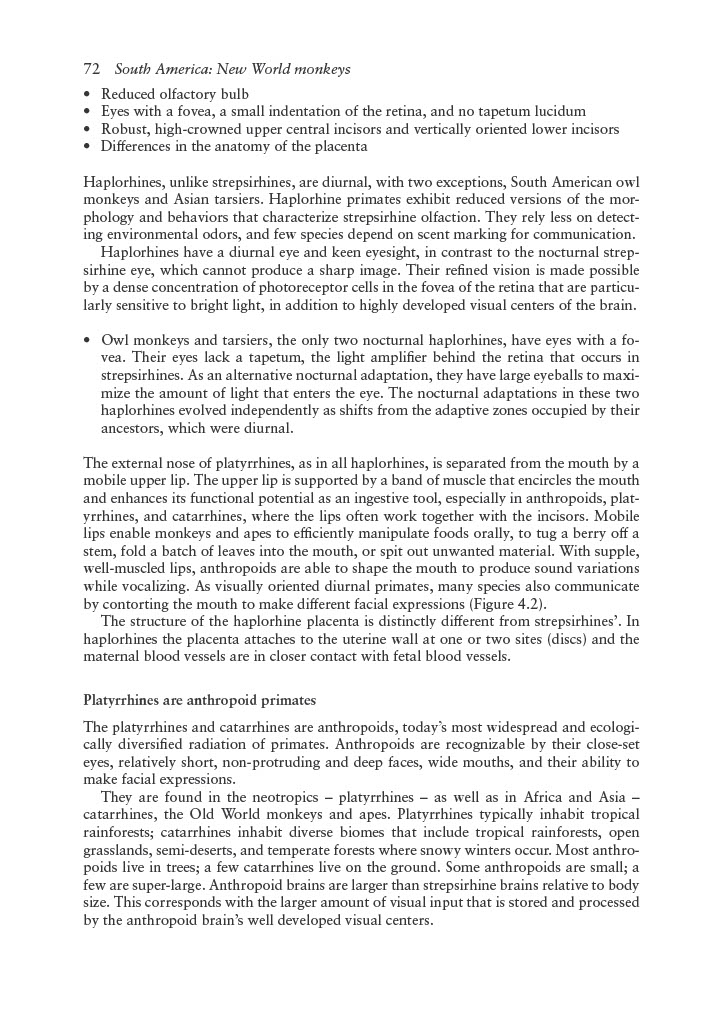 72 South America: New World monkeys
• Reduced olfactory bulb
• Eyes with a fovea, a small indentation of the retina, and no tapetum lucidum
• Robust, high-crowned upper central incisors and vertically oriented lower incisors
• Differences in the anatomy of the placenta
Haplorhines, unlike strepsirhines, are diurnal, with two exceptions, South American owl
monkeys and Asian tarsiers. Haplorhine primates exhibit reduced versions of the mor-
phology and behaviors that characterize strepsirhine olfaction. They rely less on detect-
ing environmental odors, and few species depend on scent marking for communication.
Haplorhines have a diurnal eye and keen eyesight, in contrast to the nocturnal strep-
sirhine eye, which cannot produce a sharp image. Their refined vision is made possible
by a dense concentration of photoreceptor cells in the fovea of the retina that are particu-
larly sensitive to bright light, in addition to highly developed visual centers of the brain.
• Owl monkeys and tarsiers, the only two nocturnal haplorhines, have eyes with a fo-
vea. Their eyes lack a tapetum, the light amplifier behind the retina that occurs in
strepsirhines. As an alternative nocturnal adaptation, they have large eyeballs to maxi-
mize the amount of light that enters the eye. The nocturnal adaptations in these two
haplorhines evolved independently as shifts from the adaptive zones occupied by their
ancestors, which were diurnal.
The external nose of platyrrhines, as in all haplorhines, is separated from the mouth by a
mobile upper lip. The upper lip is supported by a band of muscle that encircles the mouth
and enhances its functional potential as an ingestive tool, especially in anthropoids, plat-
yrrhines, and catarrhines, where the lips often work together with the incisors. Mobile
lips enable monkeys and apes to efficiently manipulate foods orally, to tug a berry off a
stem, fold a batch of leaves into the mouth, or spit out unwanted material. With supple,
well-muscled lips, anthropoids are able to shape the mouth to produce sound variations
while vocalizing. As visually oriented diurnal primates, many species also communicate
by contorting the mouth to make different facial expressions (Figure 4.2).
The structure of the haplorhine placenta is distinctly different from strepsirhines’. In
haplorhines the placenta attaches to the uterine wall at one or two sites (discs) and the
maternal blood vessels are in closer contact with fetal blood vessels.
Platyrrhines are anthropoid primates
The platyrrhines and catarrhines are anthropoids, today’s most widespread and ecologi-
cally diversified radiation of primates. Anthropoids are recognizable by their close-set
eyes, relatively short, non-protruding and deep faces, wide mouths, and their ability to
make facial expressions.
They are found in the neotropics – platyrrhines – as well as in Africa and Asia –
catarrhines, the Old World monkeys and apes. Platyrrhines typically inhabit tropical
rainforests; catarrhines inhabit diverse biomes that include tropical rainforests, open
grasslands, semi-deserts, and temperate forests where snowy winters occur. Most anthro-
poids live in trees; a few catarrhines live on the ground. Some anthropoids are small; a
few are super-large. Anthropoid brains are larger than strepsirhine brains relative to body
size. This corresponds with the larger amount of visual input that is stored and processed
by the anthropoid brain’s well developed visual centers.